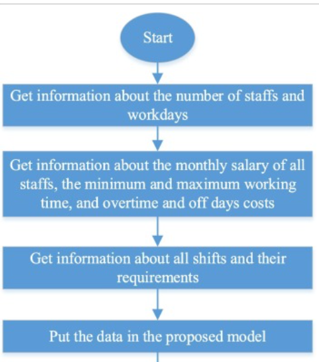 Start
Get information about the number of staffs and
workdays
Get information about the monthly salary of all
staffs, the minimum and maximum working
time, and overtime and off days costs
Get information about all shifts and their
requirements
Put the data in the proposed model